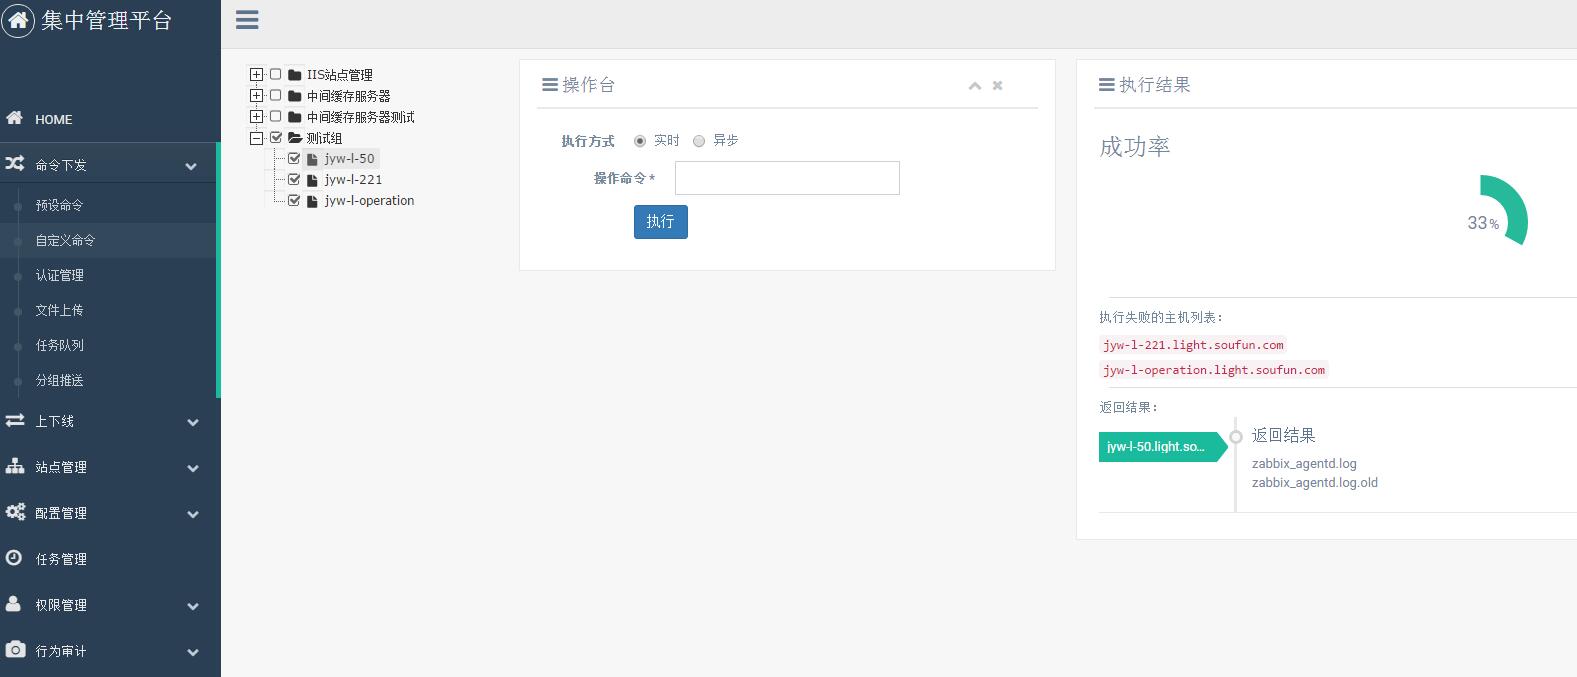 集中管理平台
HOME
命令下发
预设命令
自定义命令
认证管理
文件上传
任务队列
分组推送
上下线
站点管理
配置管理
任务管理
权限管理
行为审计
IIS站点管理
中间缓存服务器
中间缓存服务器测试
测试组
jyw-l-50
jyw-l-221
jyw-l-operation
操作台
执行方式 实时 异步
操作命令*
执行
执行结果
成功率
33%
执行失败的主机列表:
jyw-l-221.light.soufun.com
jyw-l-operation.light.soufun.com
返回结果:
jyw-l-50.light.so...
返回结果
zabbix_agentd.log
zabbix_agentd.log.old